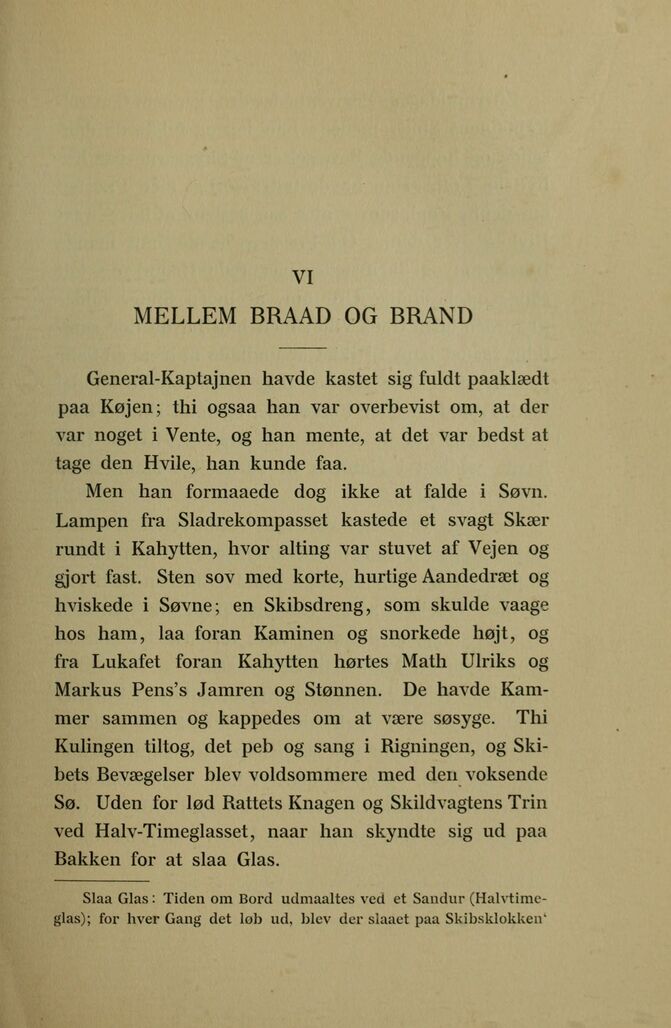 VI
MELLEM BRAAD OG BRAND
General-Kaptajnen havde kastet sig fuldt paaklædt
paa Køjen; thi ogsaa han var overbevist om, at der
var noget i Vente, og han mente, at det var bedst at
tage den Hvile, han kunde faa.
Men han formaaede dog ikke at falde i Søvn.
Lampen fra Sladrekompasset kastede et svagt Skær
rundt i Kahytten, hvor alting var stuvet af Vejen og
gjort fast. Sten sov med korte, hurtige Aandedræt og
hviskede i Søvne; en Skibsdreng, som skulde vaage
hos ham, laa foran Kaminen og snorkede højt, og
fra Lukafet foran Kahytten hørtes Math Ulriks og
Markus Pens's Jamren og Stønnen. De havde Kam-
mer sammen og kappedes om at være søsyge. Thi
Kulingen tiltog, det peb og sang i Rigningen, og Ski-
bets Bevægelser blev voldsommere med den voksende
Sø. Uden for lød Rattets Knagen og Skildvagtens Trin
ved Halv-Timeglasset, naar han skyndte sig ud paa
Bakken for at slaa Glas.
Slaa Glas: Tiden om Bord udmaaltes ved et Sandur (Halvtime-
glas); for hver Gang det løb ud, blev der slaaet paa Skibsklokken‘